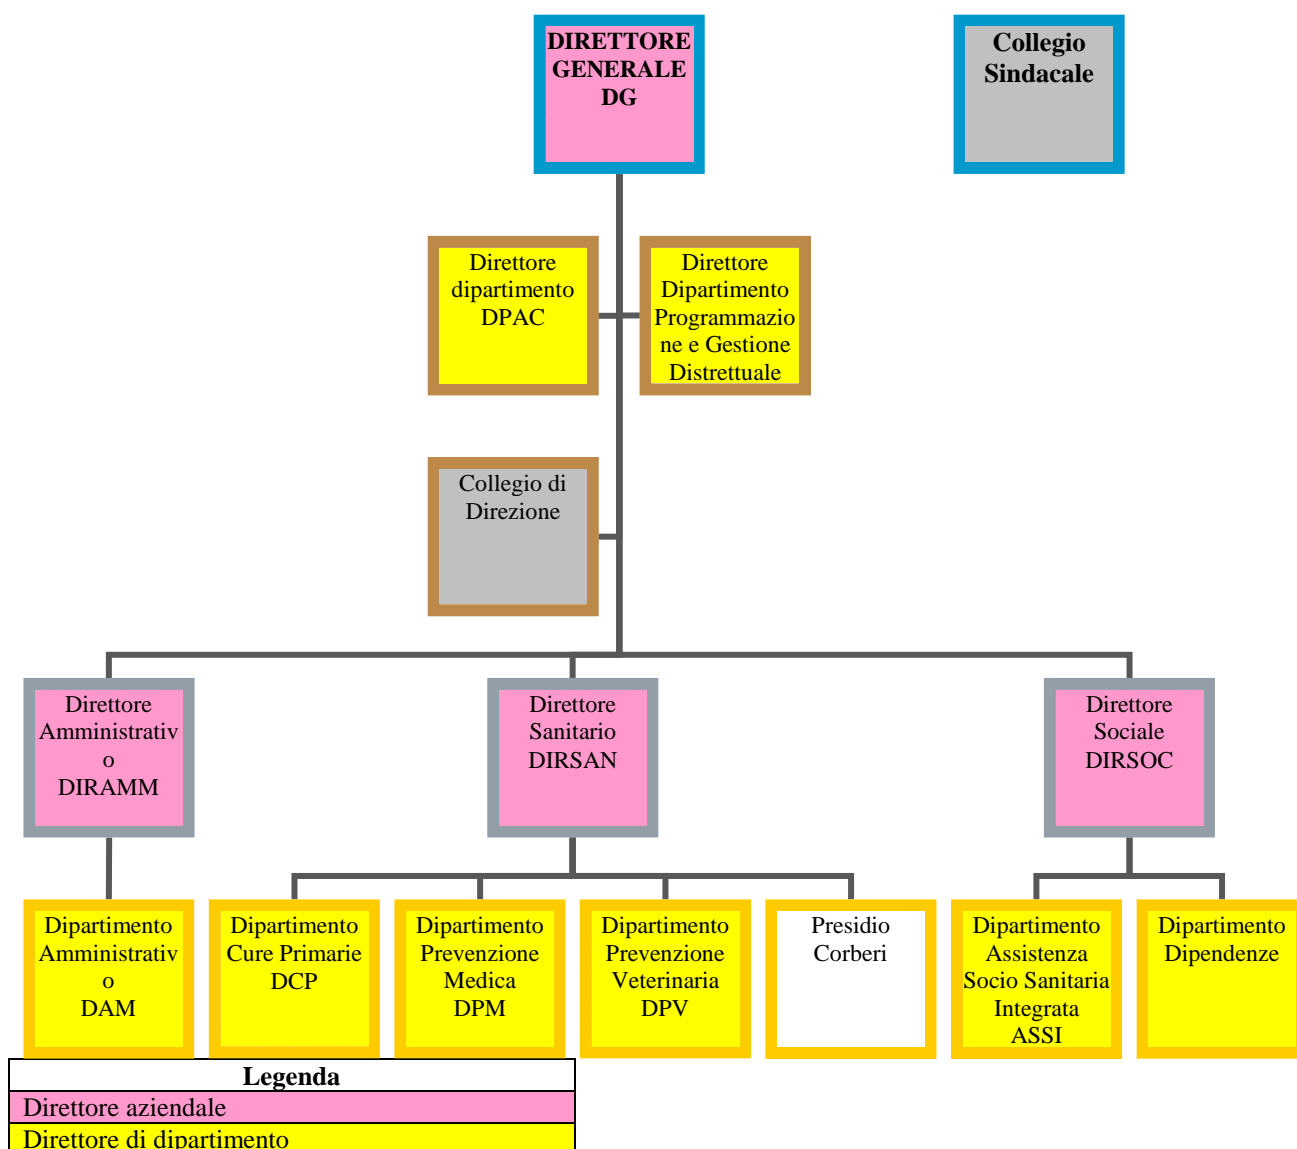 DIRETTORE
GENERALE
DG
Collegio
Sindacale
Direttore
dipartimento
DPAC
Direttore
Dipartimento
Programmazio
ne e Gestione
Distrettuale
Collegio di
Direzione
Direttore
Amministrativ
o
DIRAMM
Direttore
Sanitario
DIRSAN
Direttore
Sociale
DIRSOC
Dipartimento
Amministrativ
o
DAM
Dipartimento
Cure Primarie
DCP
Dipartimento
Prevenzione
Medica
DPM
Dipartimento
Prevenzione
Veterinaria
DPV
Presidio
Corberi
Dipartimento
Assistenza
Socio Sanitaria
Integrata
ASSI
Dipartimento
Dipendenze
Legenda
Direttore aziendale
Direttore di dipartimento